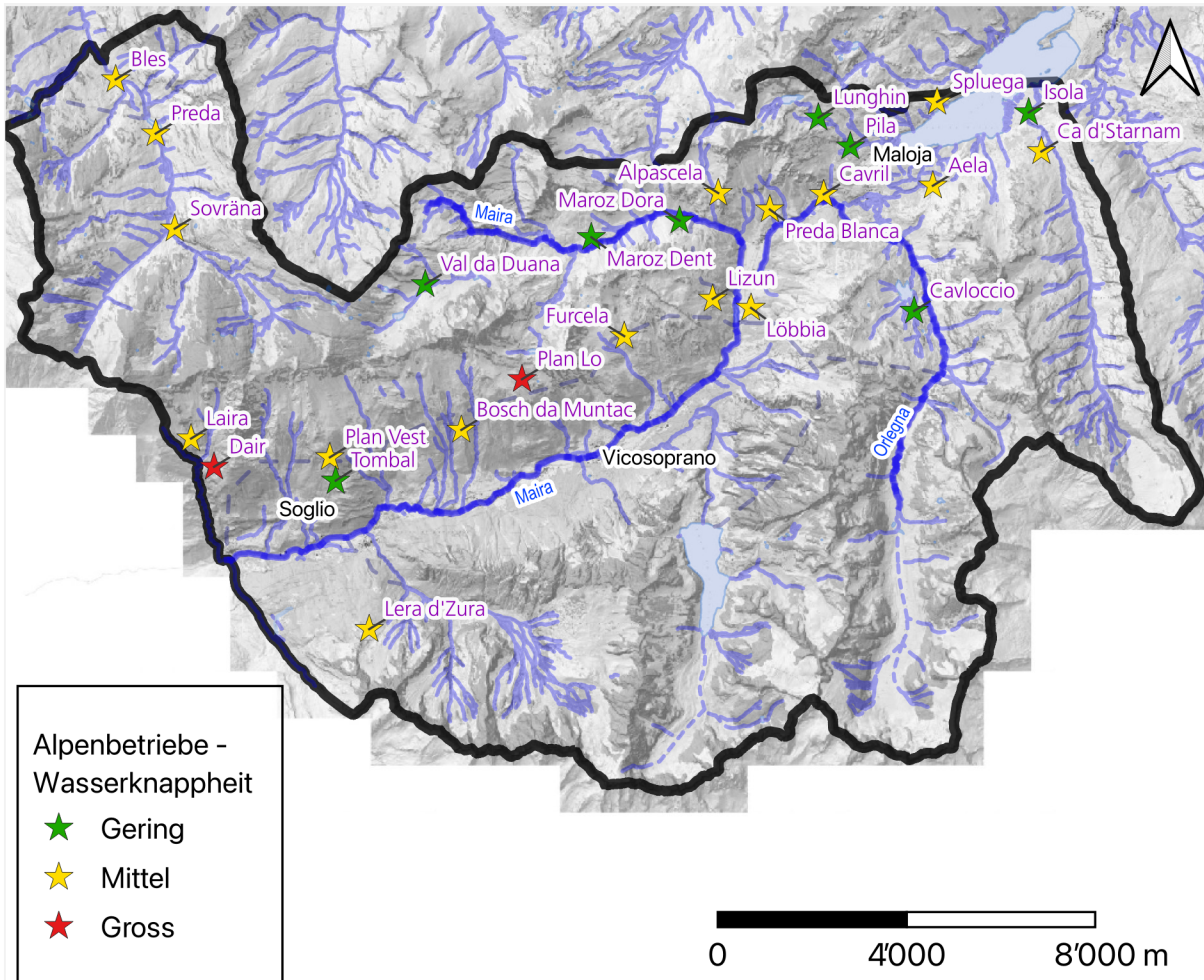 Bles
Spluega
Isola
Lunghin
Preda
Pila
Ca d'Starnam
Maloja
Aela
Alpascela
Cavril
Maroz Dora
Maira
Sovräna
Preda Blanca
Maroz Dent
Val da Duana
Lizun
Cavloccio
Furcela
Löbbia
Plan Lo
Bosch da Muntac
Laira
Orlegna
Plan Vest
Dair
Tombal
Vicosoprano
Maira
Soglio
Lera d'Zura
Alpenbetriebe -
Wasserknappheit
Gering
Mittel
Gross
0 4'000 8'000 m